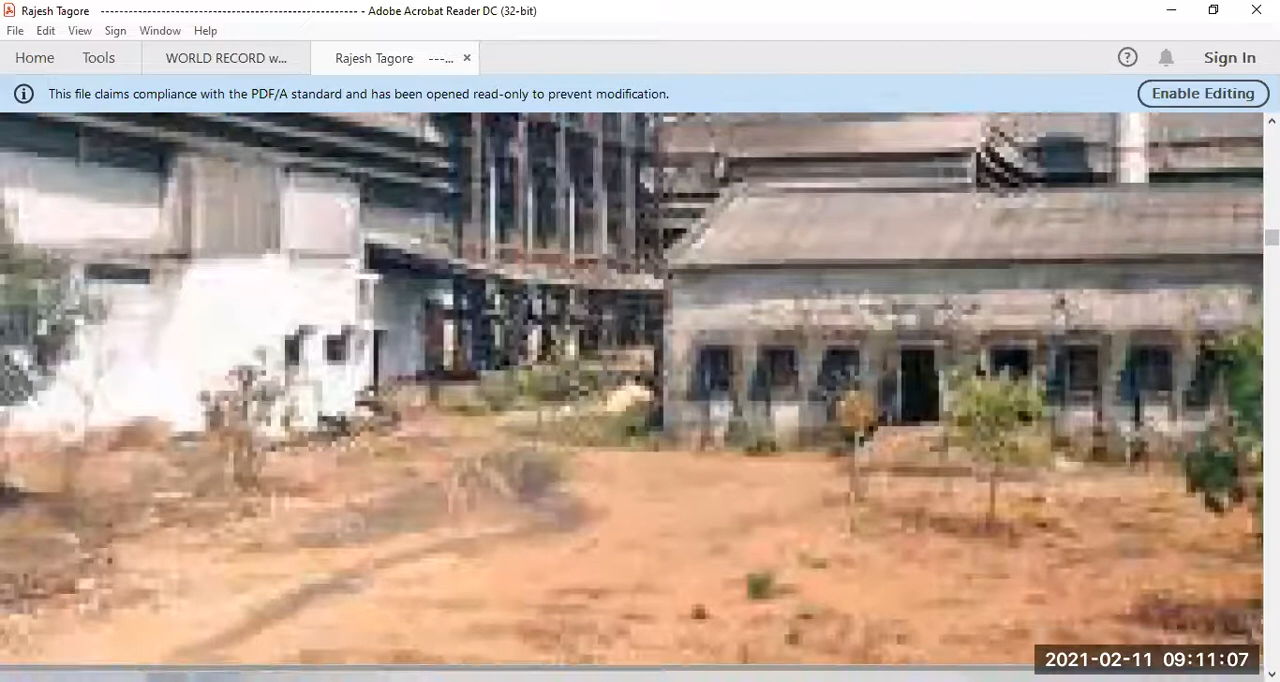 Rajesh Tagore -------------------------------------------------- - Adobe Acrobat Reader DC (32-bit)
File Edit View Sign Window Help
Home Tools WORLD RECORD w... Rajesh Tagore ---... × Sign In
This file claims compliance with the PDF/A standard and has been opened read-only to prevent modification. Enable Editing
2021-02-11 09:11:07